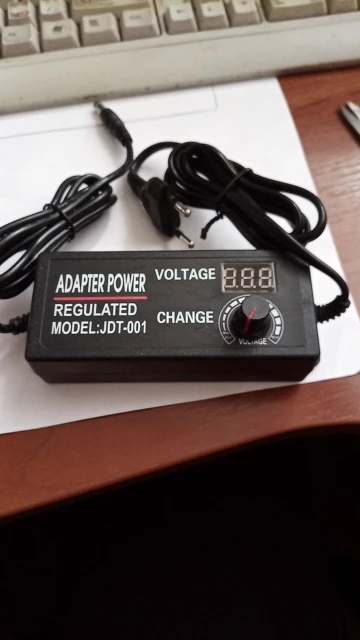 ADAPTER POWER
REGULATED
MODEL:JDT-001
VOLTAGE
CHANGE
VOLTAGE